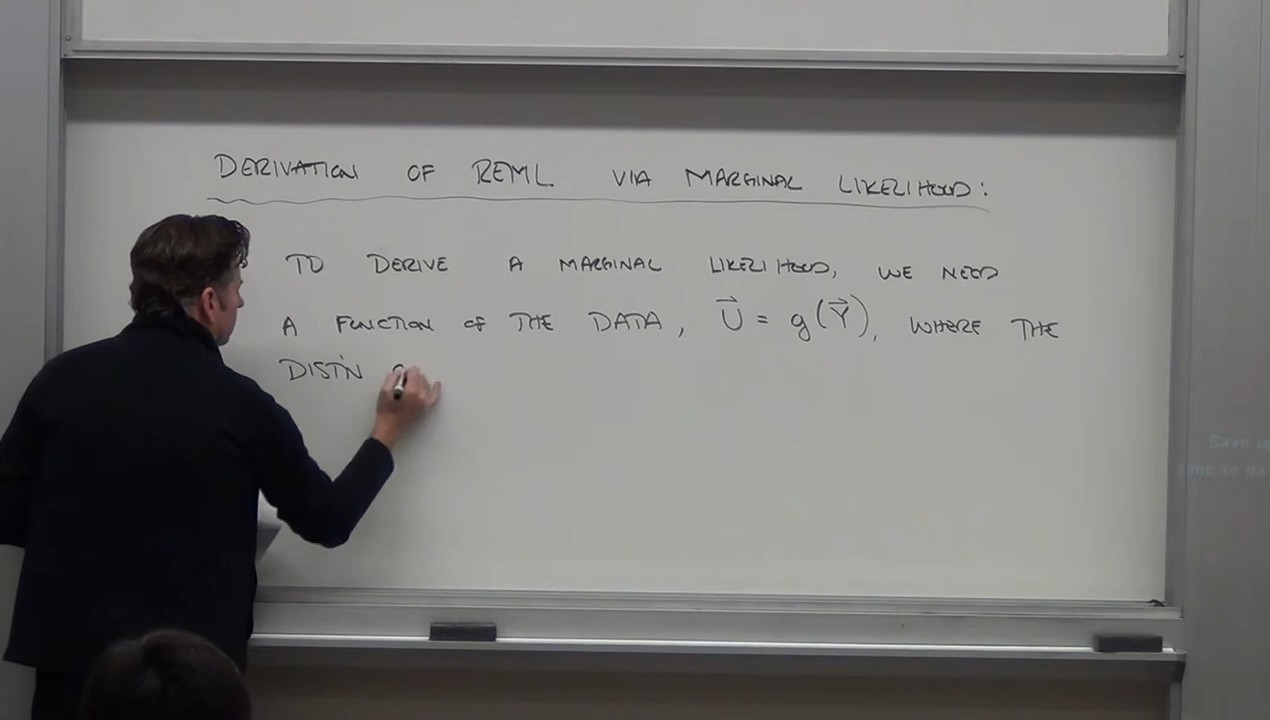 DERIVATION OF REML VIA MARGINAL LIKELIHOOD:
TO DERIVE A MARGINAL LIKELIHOOD, WE NEED
A FUNCTION OF THE DATA, U⃗ = g(Y⃗), WHERE THE
DIST'N
Save